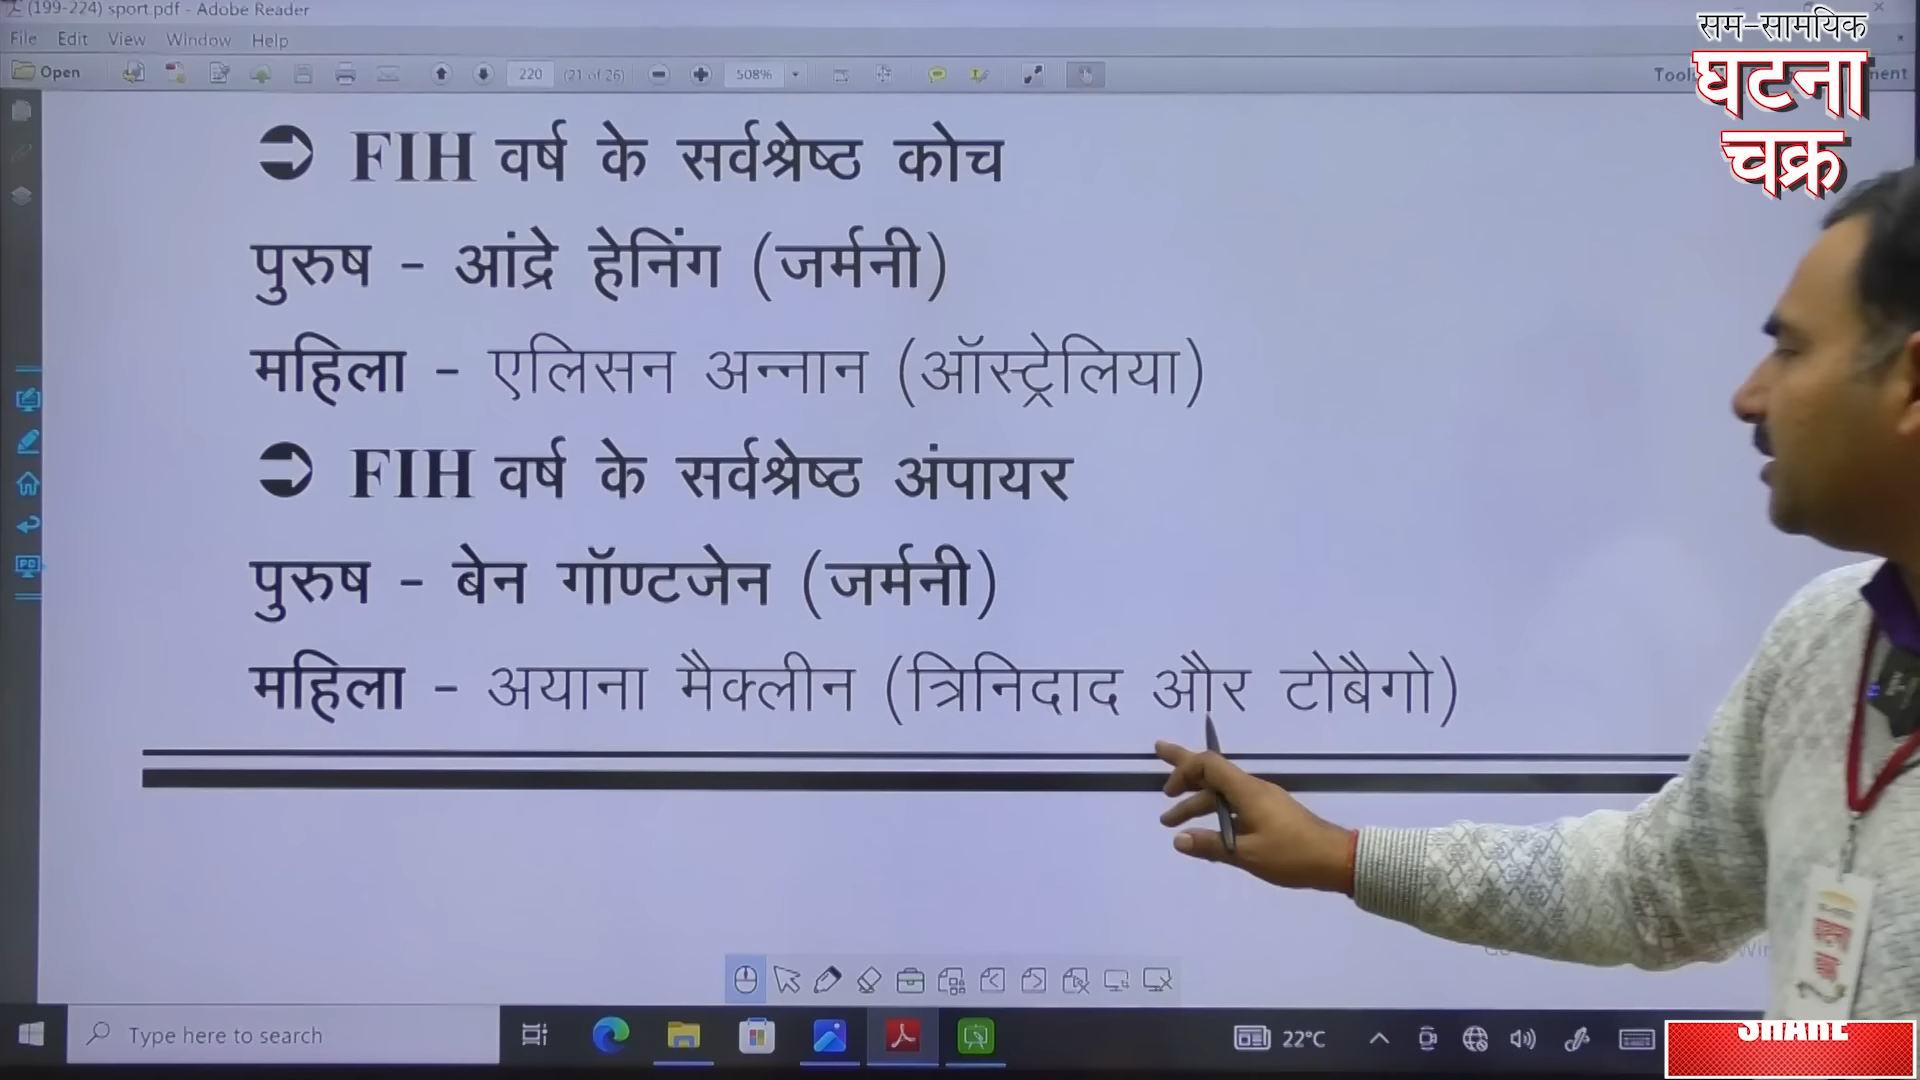 (199-224) sport.pdf - Adobe Reader
File Edit View Window Help
Open 220 (21 of 26) 508%
सम-सामयिक
घटना
चक्र
FIH वर्ष के सर्वश्रेष्ठ कोच
पुरुष - आंद्रे हेनिंग (जर्मनी)
महिला - एलिसन अन्नान (ऑस्ट्रेलिया)
FIH वर्ष के सर्वश्रेष्ठ अंपायर
पुरुष - बेन गॉण्टजेन (जर्मनी)
महिला - अयाना मैक्लीन (त्रिनिदाद और टोबैगो)
Type here to search
22°C
SHARE